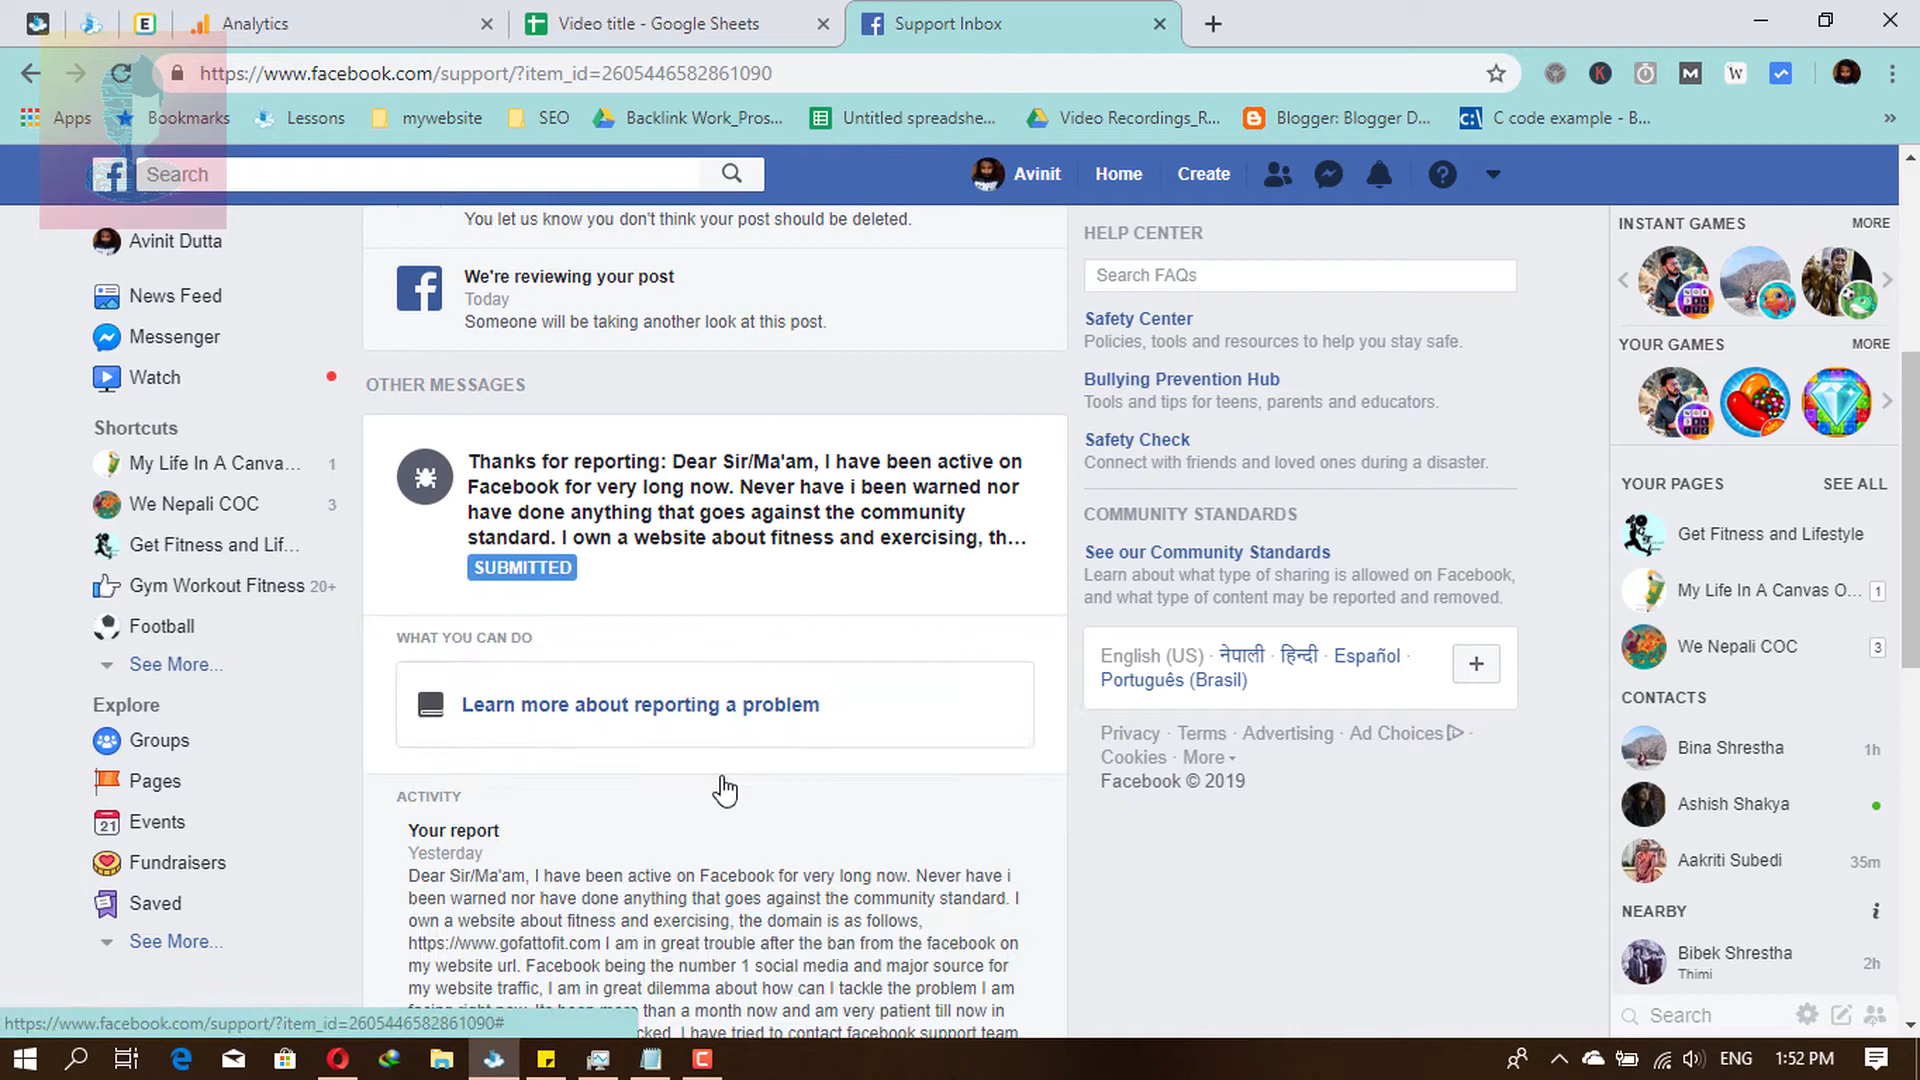 Analytics
Video title - Google Sheets
Support Inbox
https://www.facebook.com/support/?item_id=2605446582861090
Apps
Bookmarks
Lessons
mywebsite
SEO
Backlink Work_Pros...
Untitled spreadshe...
Video Recordings_R...
Blogger: Blogger D...
C code example - B...
Search
Avinit
Home
Create
Avinit Dutta
News Feed
Messenger
Watch
Shortcuts
My Life In A Canva... 1
We Nepali COC 3
Get Fitness and Lif...
Gym Workout Fitness 20+
Football
See More...
Explore
Groups
Pages
Events
Fundraisers
Saved
See More...
You let us know you don't think your post should be deleted.
We're reviewing your post
Today
Someone will be taking another look at this post.
OTHER MESSAGES
Thanks for reporting: Dear Sir/Ma'am, I have been active on
Facebook for very long now. Never have i been warned nor
have done anything that goes against the community
standard. I own a website about fitness and exercising, th...
SUBMITTED
WHAT YOU CAN DO
Learn more about reporting a problem
ACTIVITY
Your report
Yesterday
Dear Sir/Ma'am, I have been active on Facebook for very long now. Never have i
been warned nor have done anything that goes against the community standard. I
own a website about fitness and exercising, the domain is as follows,
https://www.gofattofit.com I am in great trouble after the ban from the facebook on
my website url. Facebook being the number 1 social media and major source for
my website traffic, I am in great dilemma about how can I tackle the problem I am
than a month now and am very patient till now in
I have tried to contact facebook support team
HELP CENTER
Search FAQs
Safety Center
Policies, tools and resources to help you stay safe.
Bullying Prevention Hub
Tools and tips for teens, parents and educators.
Safety Check
Connect with friends and loved ones during a disaster.
COMMUNITY STANDARDS
See our Community Standards
Learn about what type of sharing is allowed on Facebook,
and what type of content may be reported and removed.
English (US) · नेपाली · हिन्दी · Español ·
Português (Brasil)
Privacy · Terms · Advertising · Ad Choices ·
Cookies · More
Facebook © 2019
INSTANT GAMES MORE
YOUR GAMES MORE
YOUR PAGES SEE ALL
Get Fitness and Lifestyle
My Life In A Canvas O... 1
We Nepali COC 3
CONTACTS
Bina Shrestha 1h
Ashish Shakya
Aakriti Subedi 35m
NEARBY
Bibek Shrestha 2h
Thimi
Search
https://www.facebook.com/support/?item_id=2605446582861090#
ENG
1:52 PM